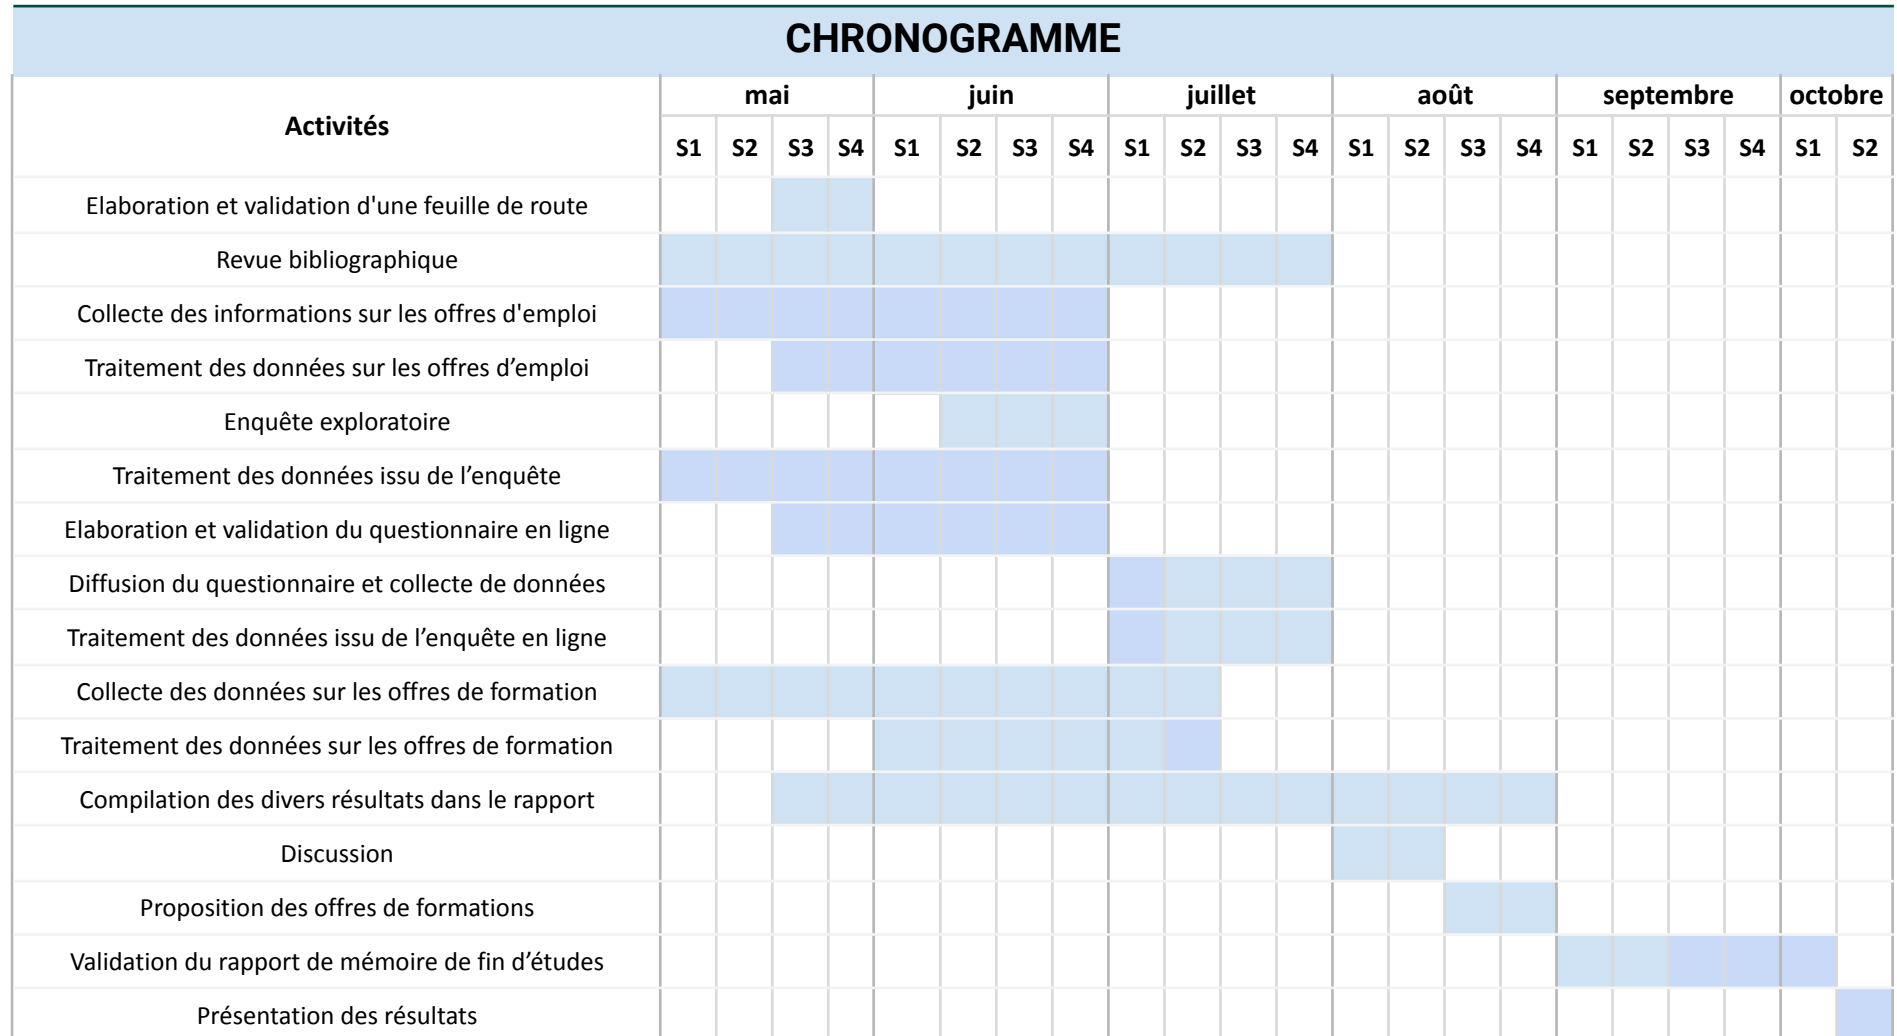 CHRONOGRAMME
Activités mai juin juillet août septembre octobre
S1 S2 S3 S4 S1 S2 S3 S4 S1 S2 S3 S4 S1 S2 S3 S4 S1 S2 S3 S4 S1 S2
Elaboration et validation d'une feuille de route
Revue bibliographique
Collecte des informations sur les offres d'emploi
Traitement des données sur les offres d’emploi
Enquête exploratoire
Traitement des données issu de l’enquête
Elaboration et validation du questionnaire en ligne
Diffusion du questionnaire et collecte de données
Traitement des données issu de l’enquête en ligne
Collecte des données sur les offres de formation
Traitement des données sur les offres de formation
Compilation des divers résultats dans le rapport
Discussion
Proposition des offres de formations
Validation du rapport de mémoire de fin d’études
Présentation des résultats